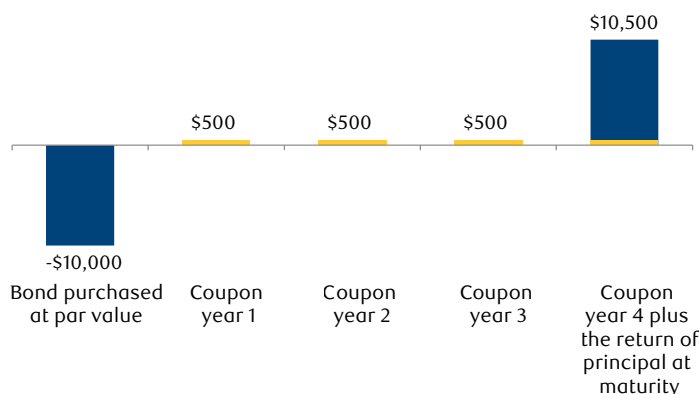 $10,500
$500
$500
$500
-$10,000
Bond purchased
at par value
Coupon
year 1
Coupon
year 2
Coupon
year 3
Coupon
year 4 plus
the return of
principal at
maturity